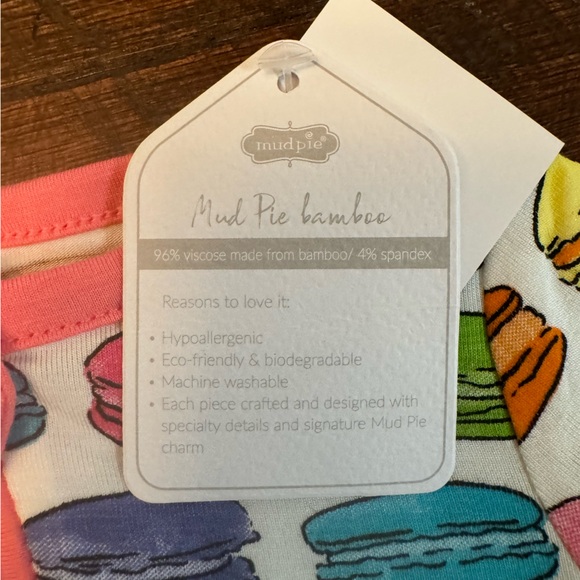 mudpie®
Mud Pie bamboo
96% viscose made from bamboo/ 4% spandex
Reasons to love it:
• Hypoallergenic
• Eco-friendly & biodegradable
• Machine washable
• Each piece crafted and designed with
specialty details and signature Mud Pie
charm